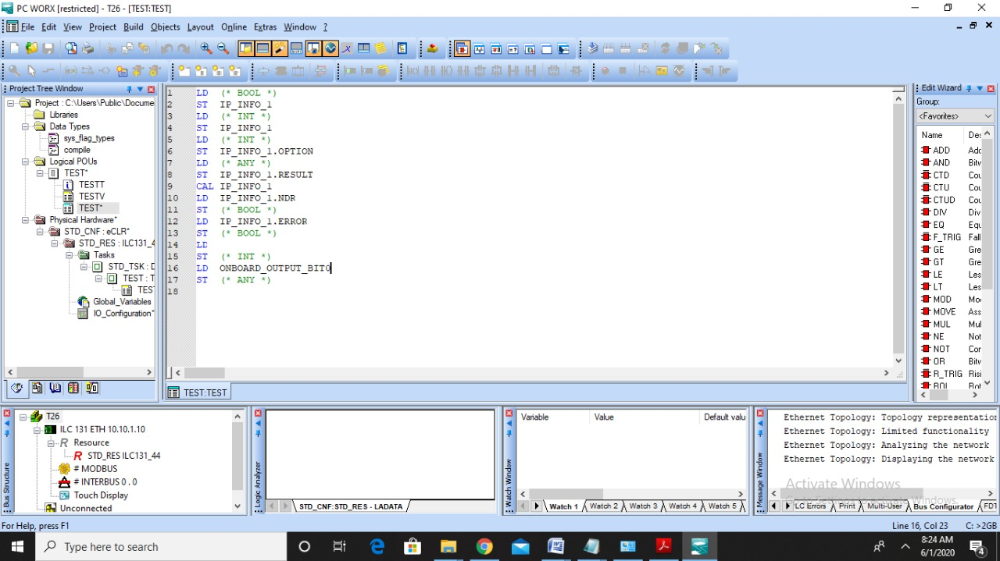 PC WORX [restricted] - T26 - [TEST:TEST]
File Edit View Project Build Objects Layout Online Extras Window ?
Project Tree Window
Project : C:\Users\Public\Docume
Libraries
Data Types
sys_flag_types
compile
Logical POUs
TEST*
TESTT
TESTV
TEST*
Physical Hardware*
STD_CNF : eCLR*
STD_RES : ILC131_4
Tasks
STD_TSK : D
TEST : T
TES
Global_Variables
IO_Configuration*
1 LD (* BOOL *)
2 ST IP_INFO_1
3 LD (* INT *)
4 ST IP_INFO_1
5 LD (* INT *)
6 ST IP_INFO_1.OPTION
7 LD (* ANY *)
8 ST IP_INFO_1.RESULT
9 CAL IP_INFO_1
10 LD IP_INFO_1.NDR
11 ST (* BOOL *)
12 LD IP_INFO_1.ERROR
13 ST (* BOOL *)
14 LD
15 ST (* INT *)
16 LD ONBOARD_OUTPUT_BIT0
17 ST (* ANY *)
18
TEST:TEST
Edit Wizard
Group:
<Favorites>
Name Des
ADD Add
AND Bitw
CTD Cou
CTU Cou
CTUD Cou
DIV Divi
EQ Equ
F_TRIG Fall
GE Gre
GT Gre
LE Les
LT Les
MOD Mod
MOVE Ass
MUL Mul
NE Not
NOT Cor
OR Bitw
R_TRIG Risi
ROL Rot
Bus Structure
T26
ILC 131 ETH 10.10.1.10
Resource
STD_RES ILC131_44
# MODBUS
# INTERBUS 0 . 0
Touch Display
Unconnected
Logic Analyzer
STD_CNF:STD_RES - LADATA
Watch Window
Variable Value Default valu
Watch 1 Watch 2 Watch 3 Watch 4 Watch 5
Message Window
Ethernet Topology: Topology representation
Ethernet Topology: Limited functionality
Ethernet Topology: Analyzing the network
Ethernet Topology: Displaying the network
Activate Windows
Go to Settings to activate Windows.
LC Errors Print Multi-User Bus Configurator FDT
For Help, press F1
Line 16, Col 23 C: >2GB
Type here to search
8:24 AM
6/1/2020
4